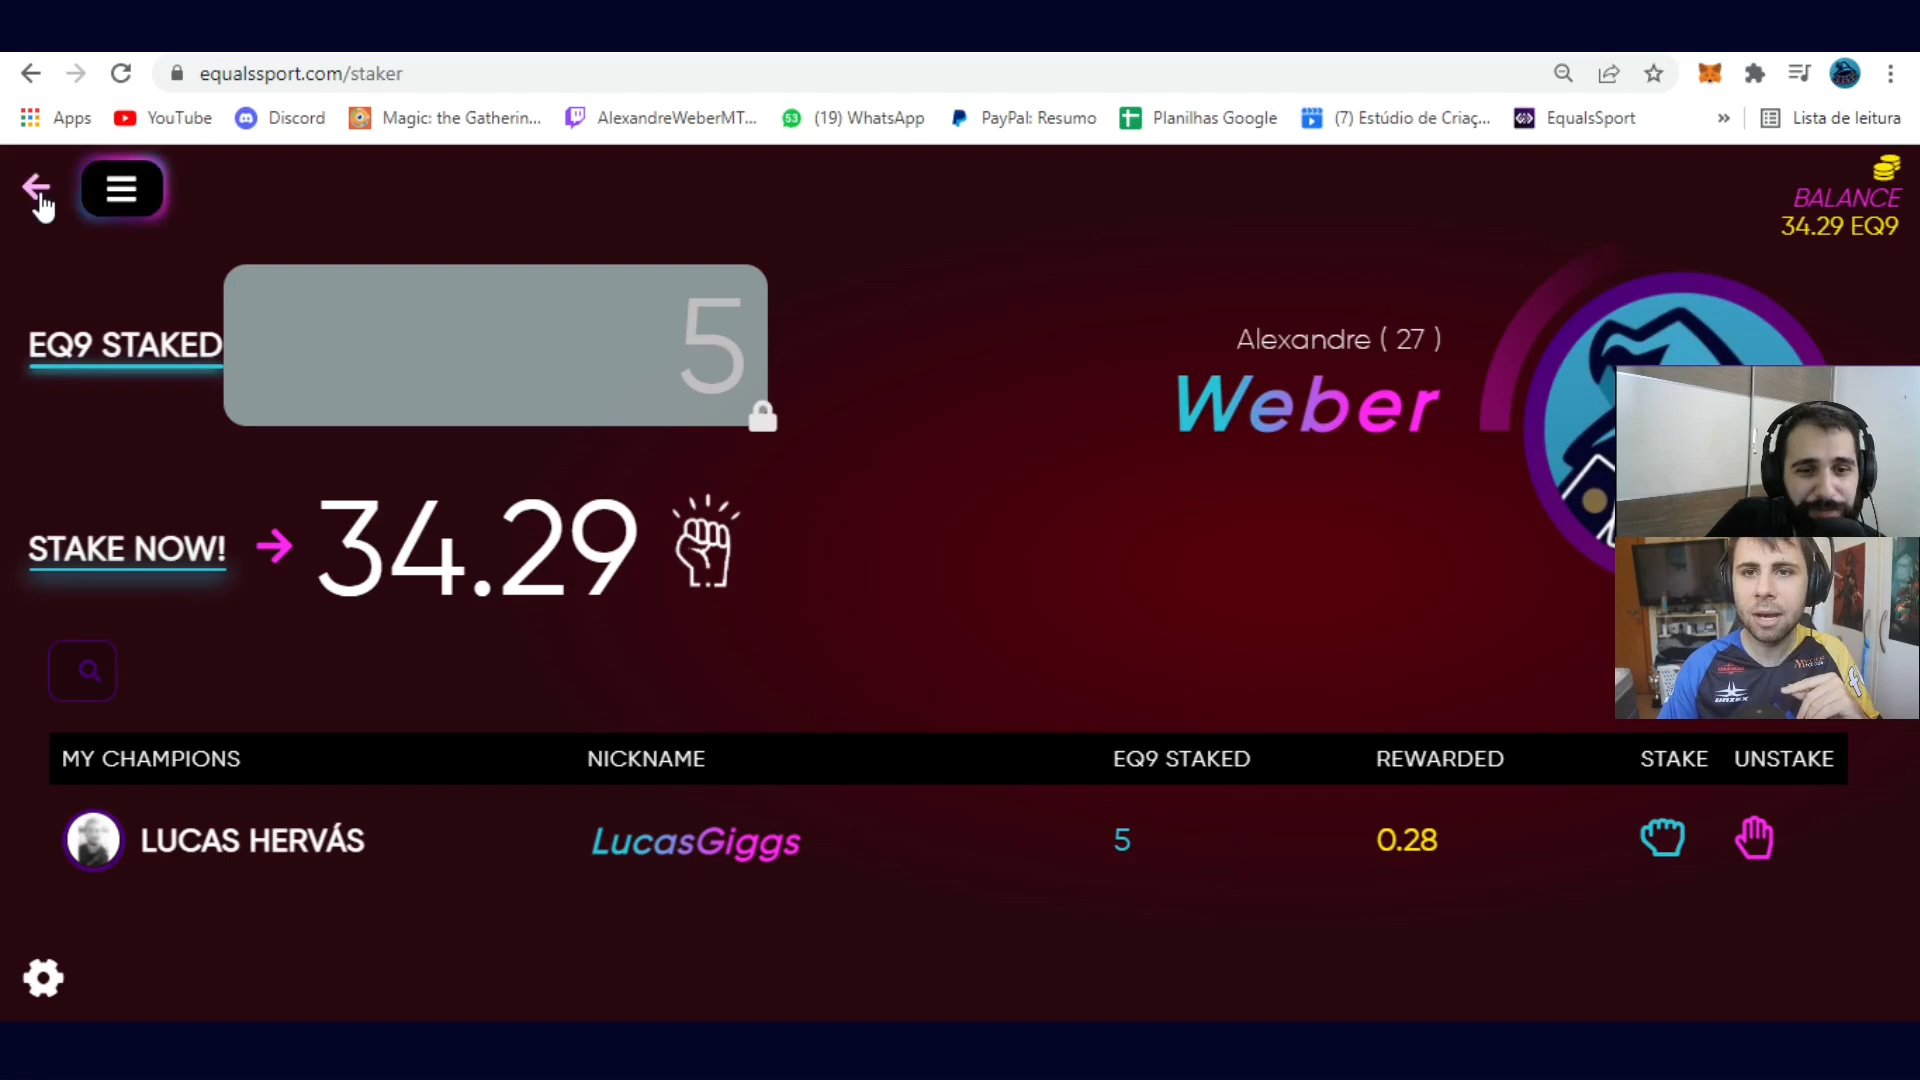 equalssport.com/staker
Apps YouTube Discord Magic: the Gatherin... AlexandreWeberMT... 53 (19) WhatsApp PayPal: Resumo Planilhas Google (7) Estúdio de Criaç... EqualsSport » Lista de leitura
BALANCE
34.29 EQ9
EQ9 STAKED 5
Alexandre ( 27 )
Weber
STAKE NOW! 34.29
MY CHAMPIONS NICKNAME EQ9 STAKED REWARDED STAKE UNSTAKE
LUCAS HERVÁS LucasGiggs 5 0.28